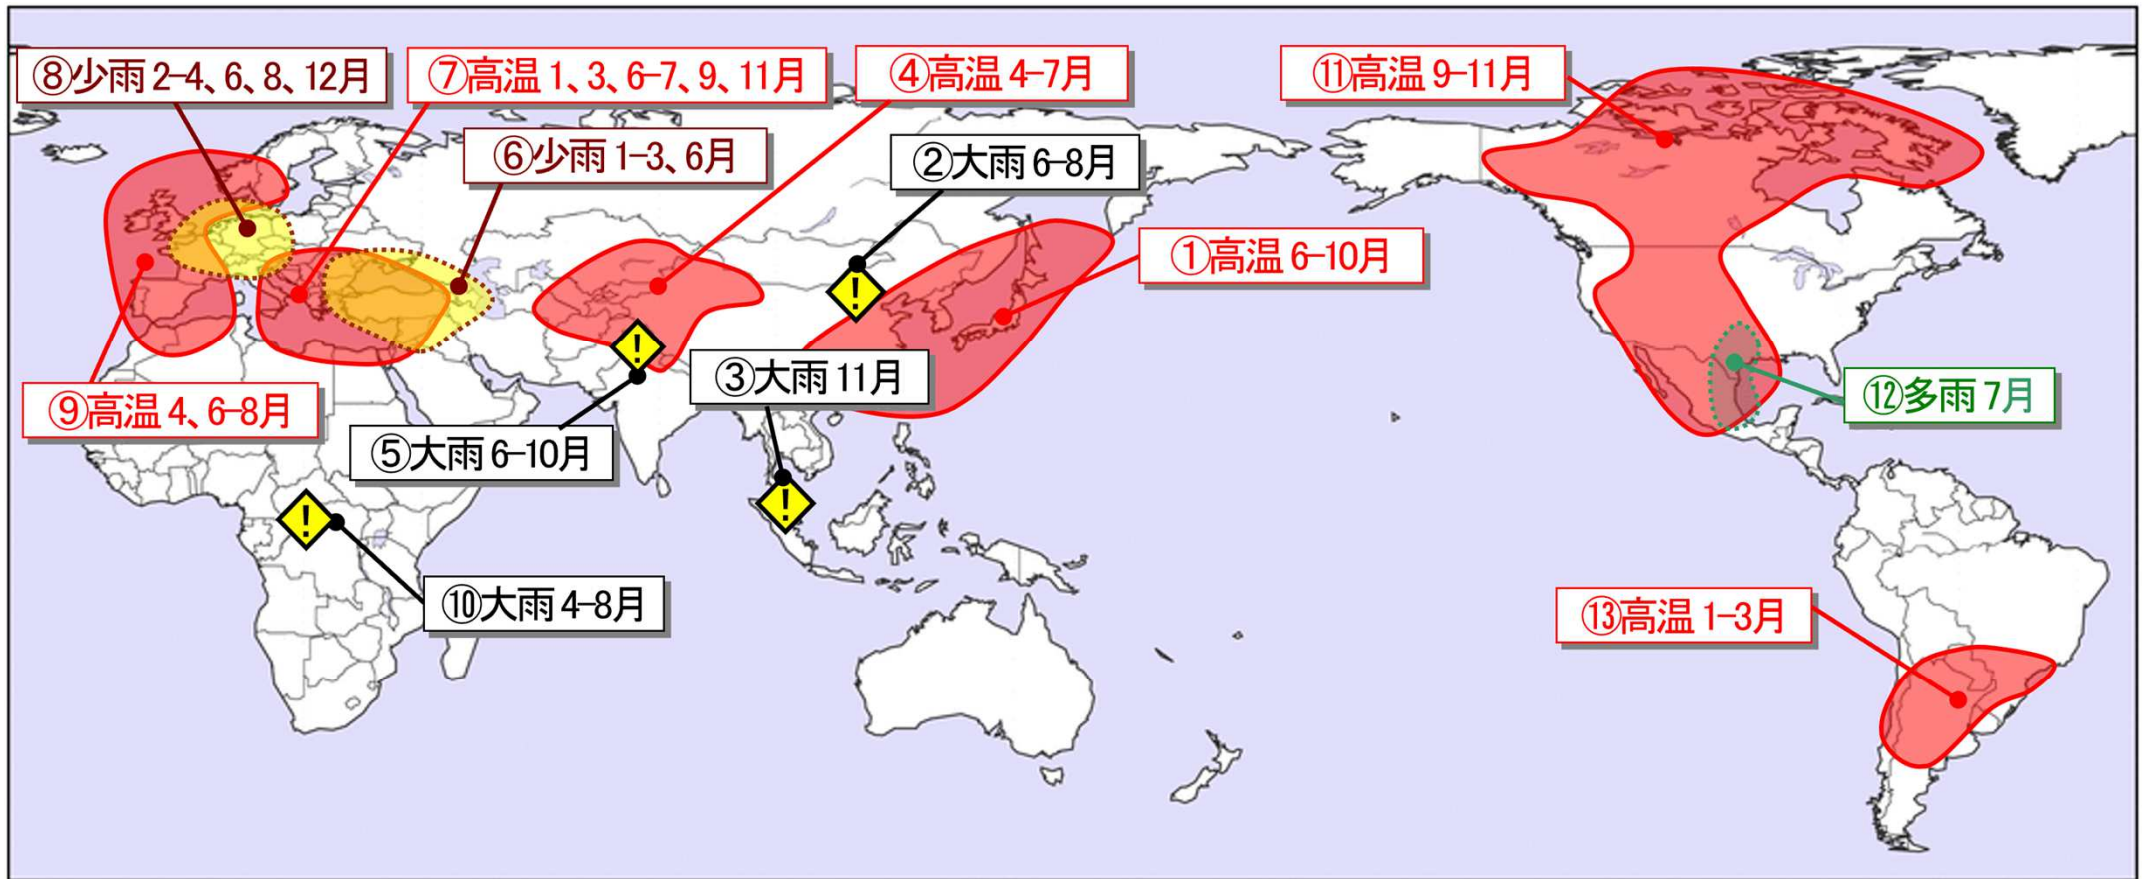 ⑧少雨 2-4、6、8、12月
⑦高温 1、3、6-7、9、11月
④高温 4-7月
⑪高温 9-11月
⑥少雨 1-3、6月
②大雨 6-8月
①高温 6-10月
③大雨 11月
⑨高温 4、6-8月
⑫多雨 7月
⑤大雨 6-10月
⑩大雨 4-8月
⑬高温 1-3月
!
!
!
!